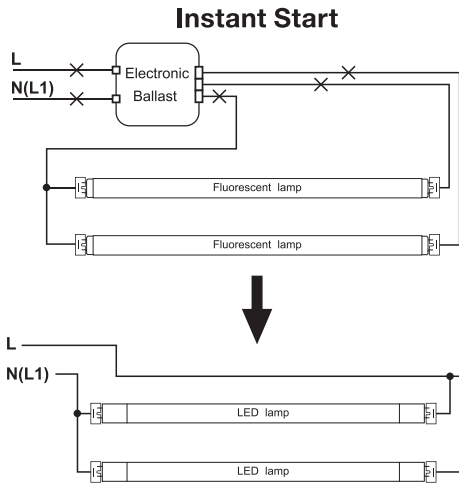 Instant Start
L
N(L1)
Electronic
Ballast
Fluorescent lamp
Fluorescent lamp
L
N(L1)
LED lamp
LED lamp